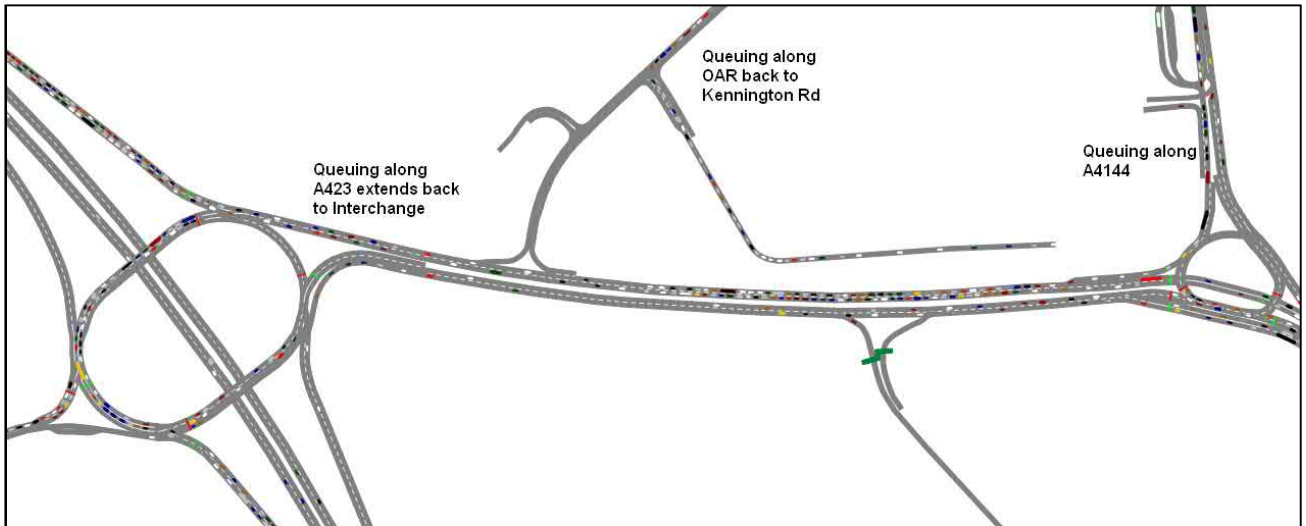 Queuing along
OAR back to
Kennington Rd
Queuing along
A4144
Queuing along
A423 extends back
to Interchange